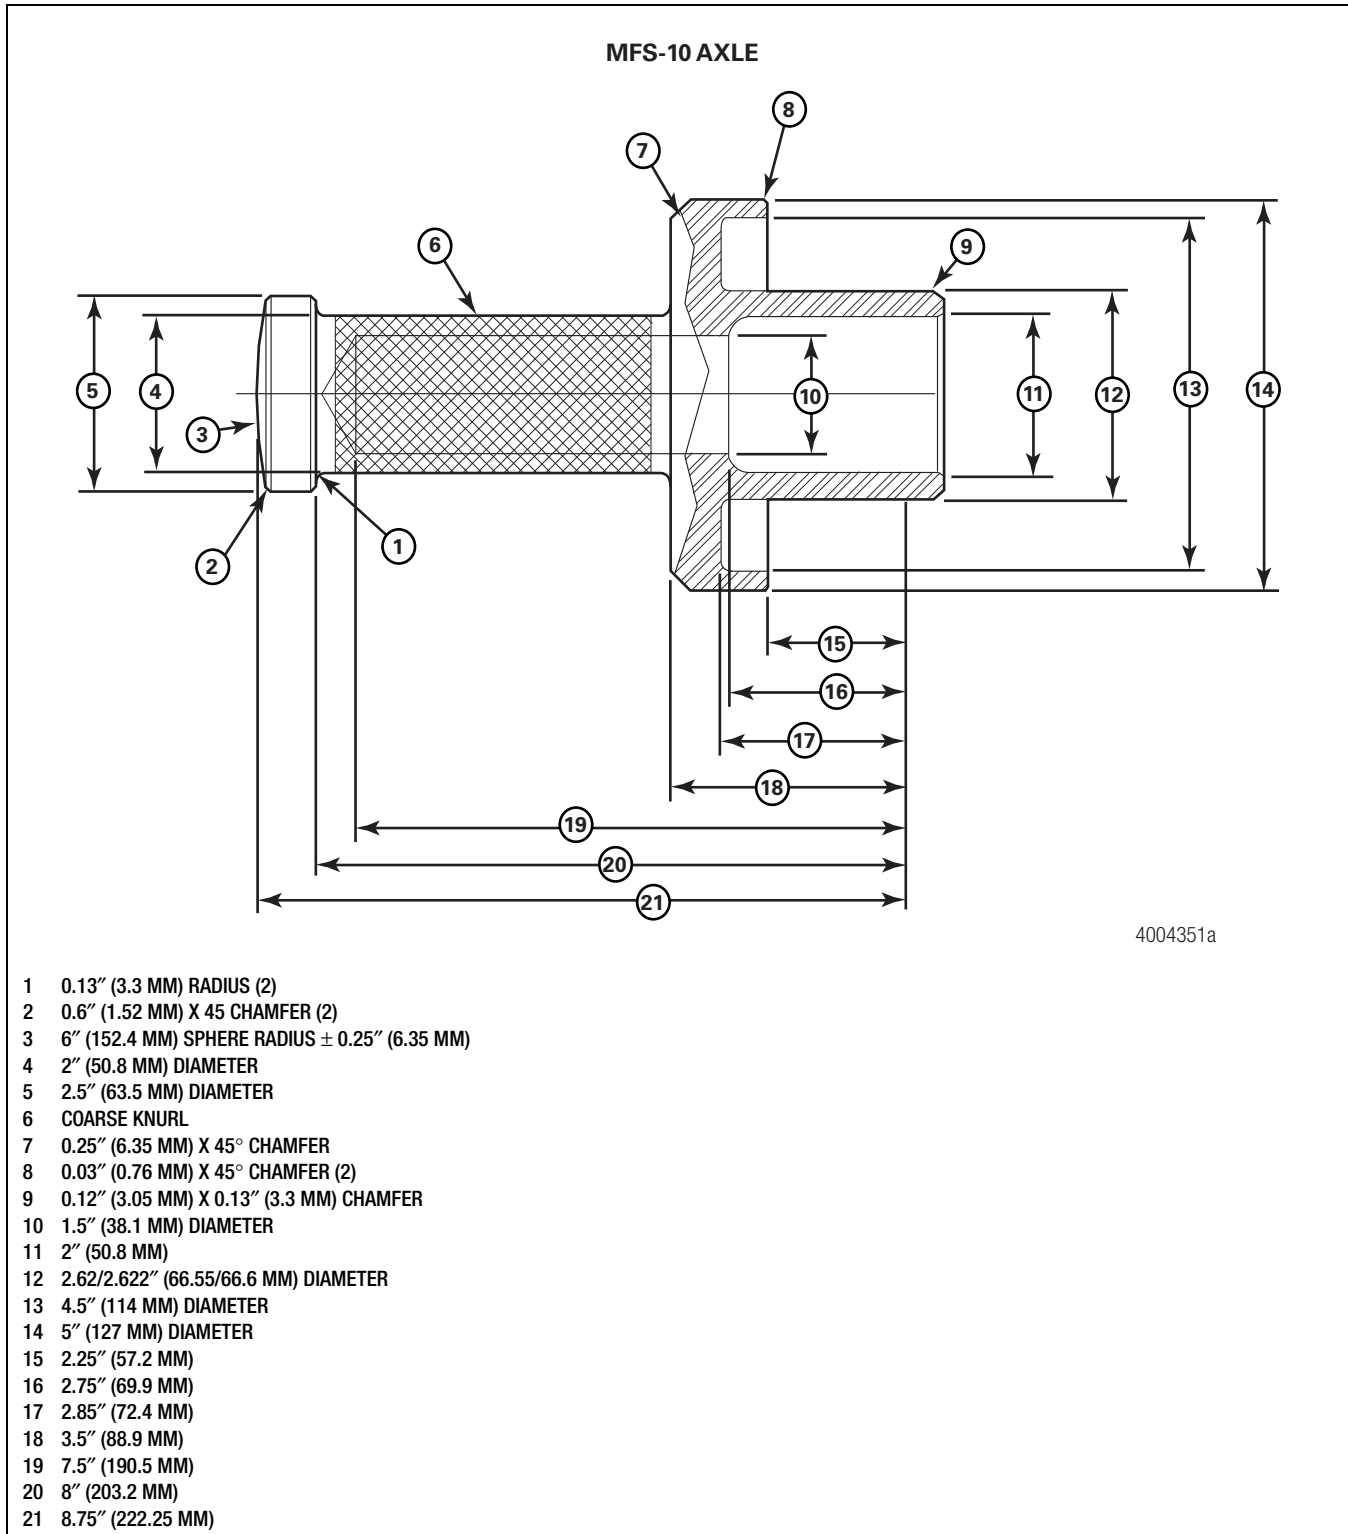 MFS-10 AXLE
8
7
6
9
5
4
3
10
11
12
13
14
2
1
15
16
17
18
19
20
21
4004351a
1 0.13″ (3.3 MM) RADIUS (2)
2 0.6″ (1.52 MM) X 45 CHAMFER (2)
3 6″ (152.4 MM) SPHERE RADIUS ± 0.25″ (6.35 MM)
4 2″ (50.8 MM) DIAMETER
5 2.5″ (63.5 MM) DIAMETER
6 COARSE KNURL
7 0.25″ (6.35 MM) X 45° CHAMFER
8 0.03″ (0.76 MM) X 45° CHAMFER (2)
9 0.12″ (3.05 MM) X 0.13″ (3.3 MM) CHAMFER
10 1.5″ (38.1 MM) DIAMETER
11 2″ (50.8 MM)
12 2.62/2.622″ (66.55/66.6 MM) DIAMETER
13 4.5″ (114 MM) DIAMETER
14 5″ (127 MM) DIAMETER
15 2.25″ (57.2 MM)
16 2.75″ (69.9 MM)
17 2.85″ (72.4 MM)
18 3.5″ (88.9 MM)
19 7.5″ (190.5 MM)
20 8″ (203.2 MM)
21 8.75″ (222.25 MM)